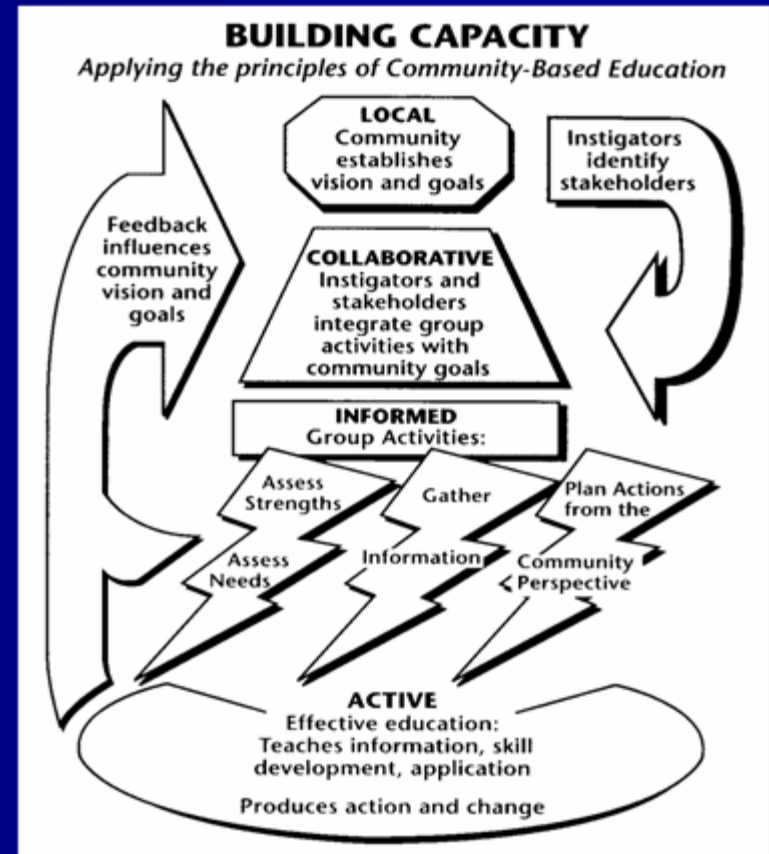 BUILDING CAPACITY
Applying the principles of Community-Based Education
LOCAL
Community
establishes
vision and goals
Instigators
identify
stakeholders
Feedback
influences
community
vision and
goals
COLLABORATIVE
Instigators and
stakeholders
integrate group
activities with
community goals
INFORMED
Group Activities:
Assess
Strengths
Assess
Needs
Gather
Information
Plan Actions
from the
Community
Perspective
ACTIVE
Effective education:
Teaches information, skill
development, application
Produces action and change